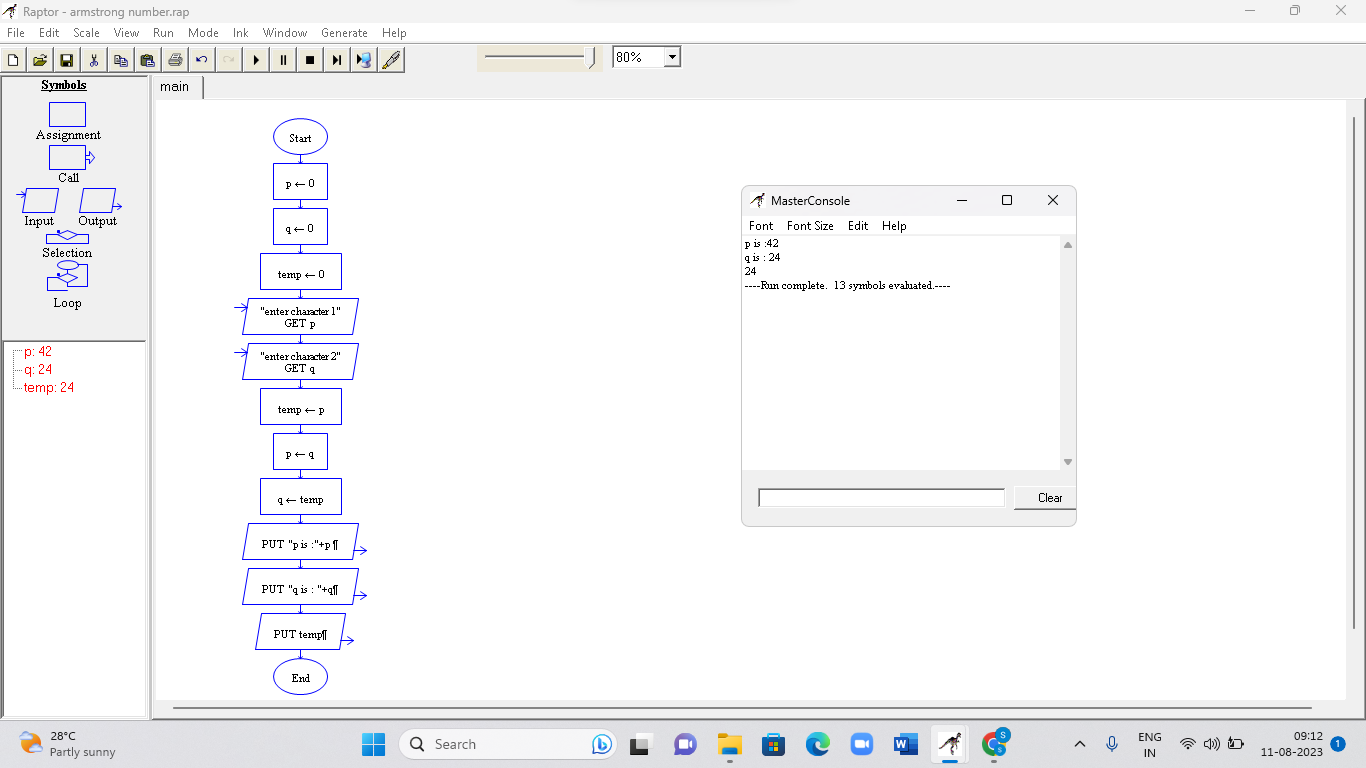 Raptor - armstrong number.rap
File Edit Scale View Run Mode Ink Window Generate Help
80%
Symbols
Assignment
Call
Input Output
Selection
Loop
p: 42
q: 24
temp: 24
main
Start
p ← 0
q ← 0
temp ← 0
"enter character 1"
GET p
"enter character 2"
GET q
temp ← p
p ← q
q ← temp
PUT "p is :"+p¶
PUT "q is : "+q¶
PUT temp¶
End
MasterConsole
Font Font Size Edit Help
p is :42
q is : 24
24
----Run complete.  13 symbols evaluated.----
Clear
28°C
Partly sunny
Search
S
ENG
IN
09:12
11-08-2023
1